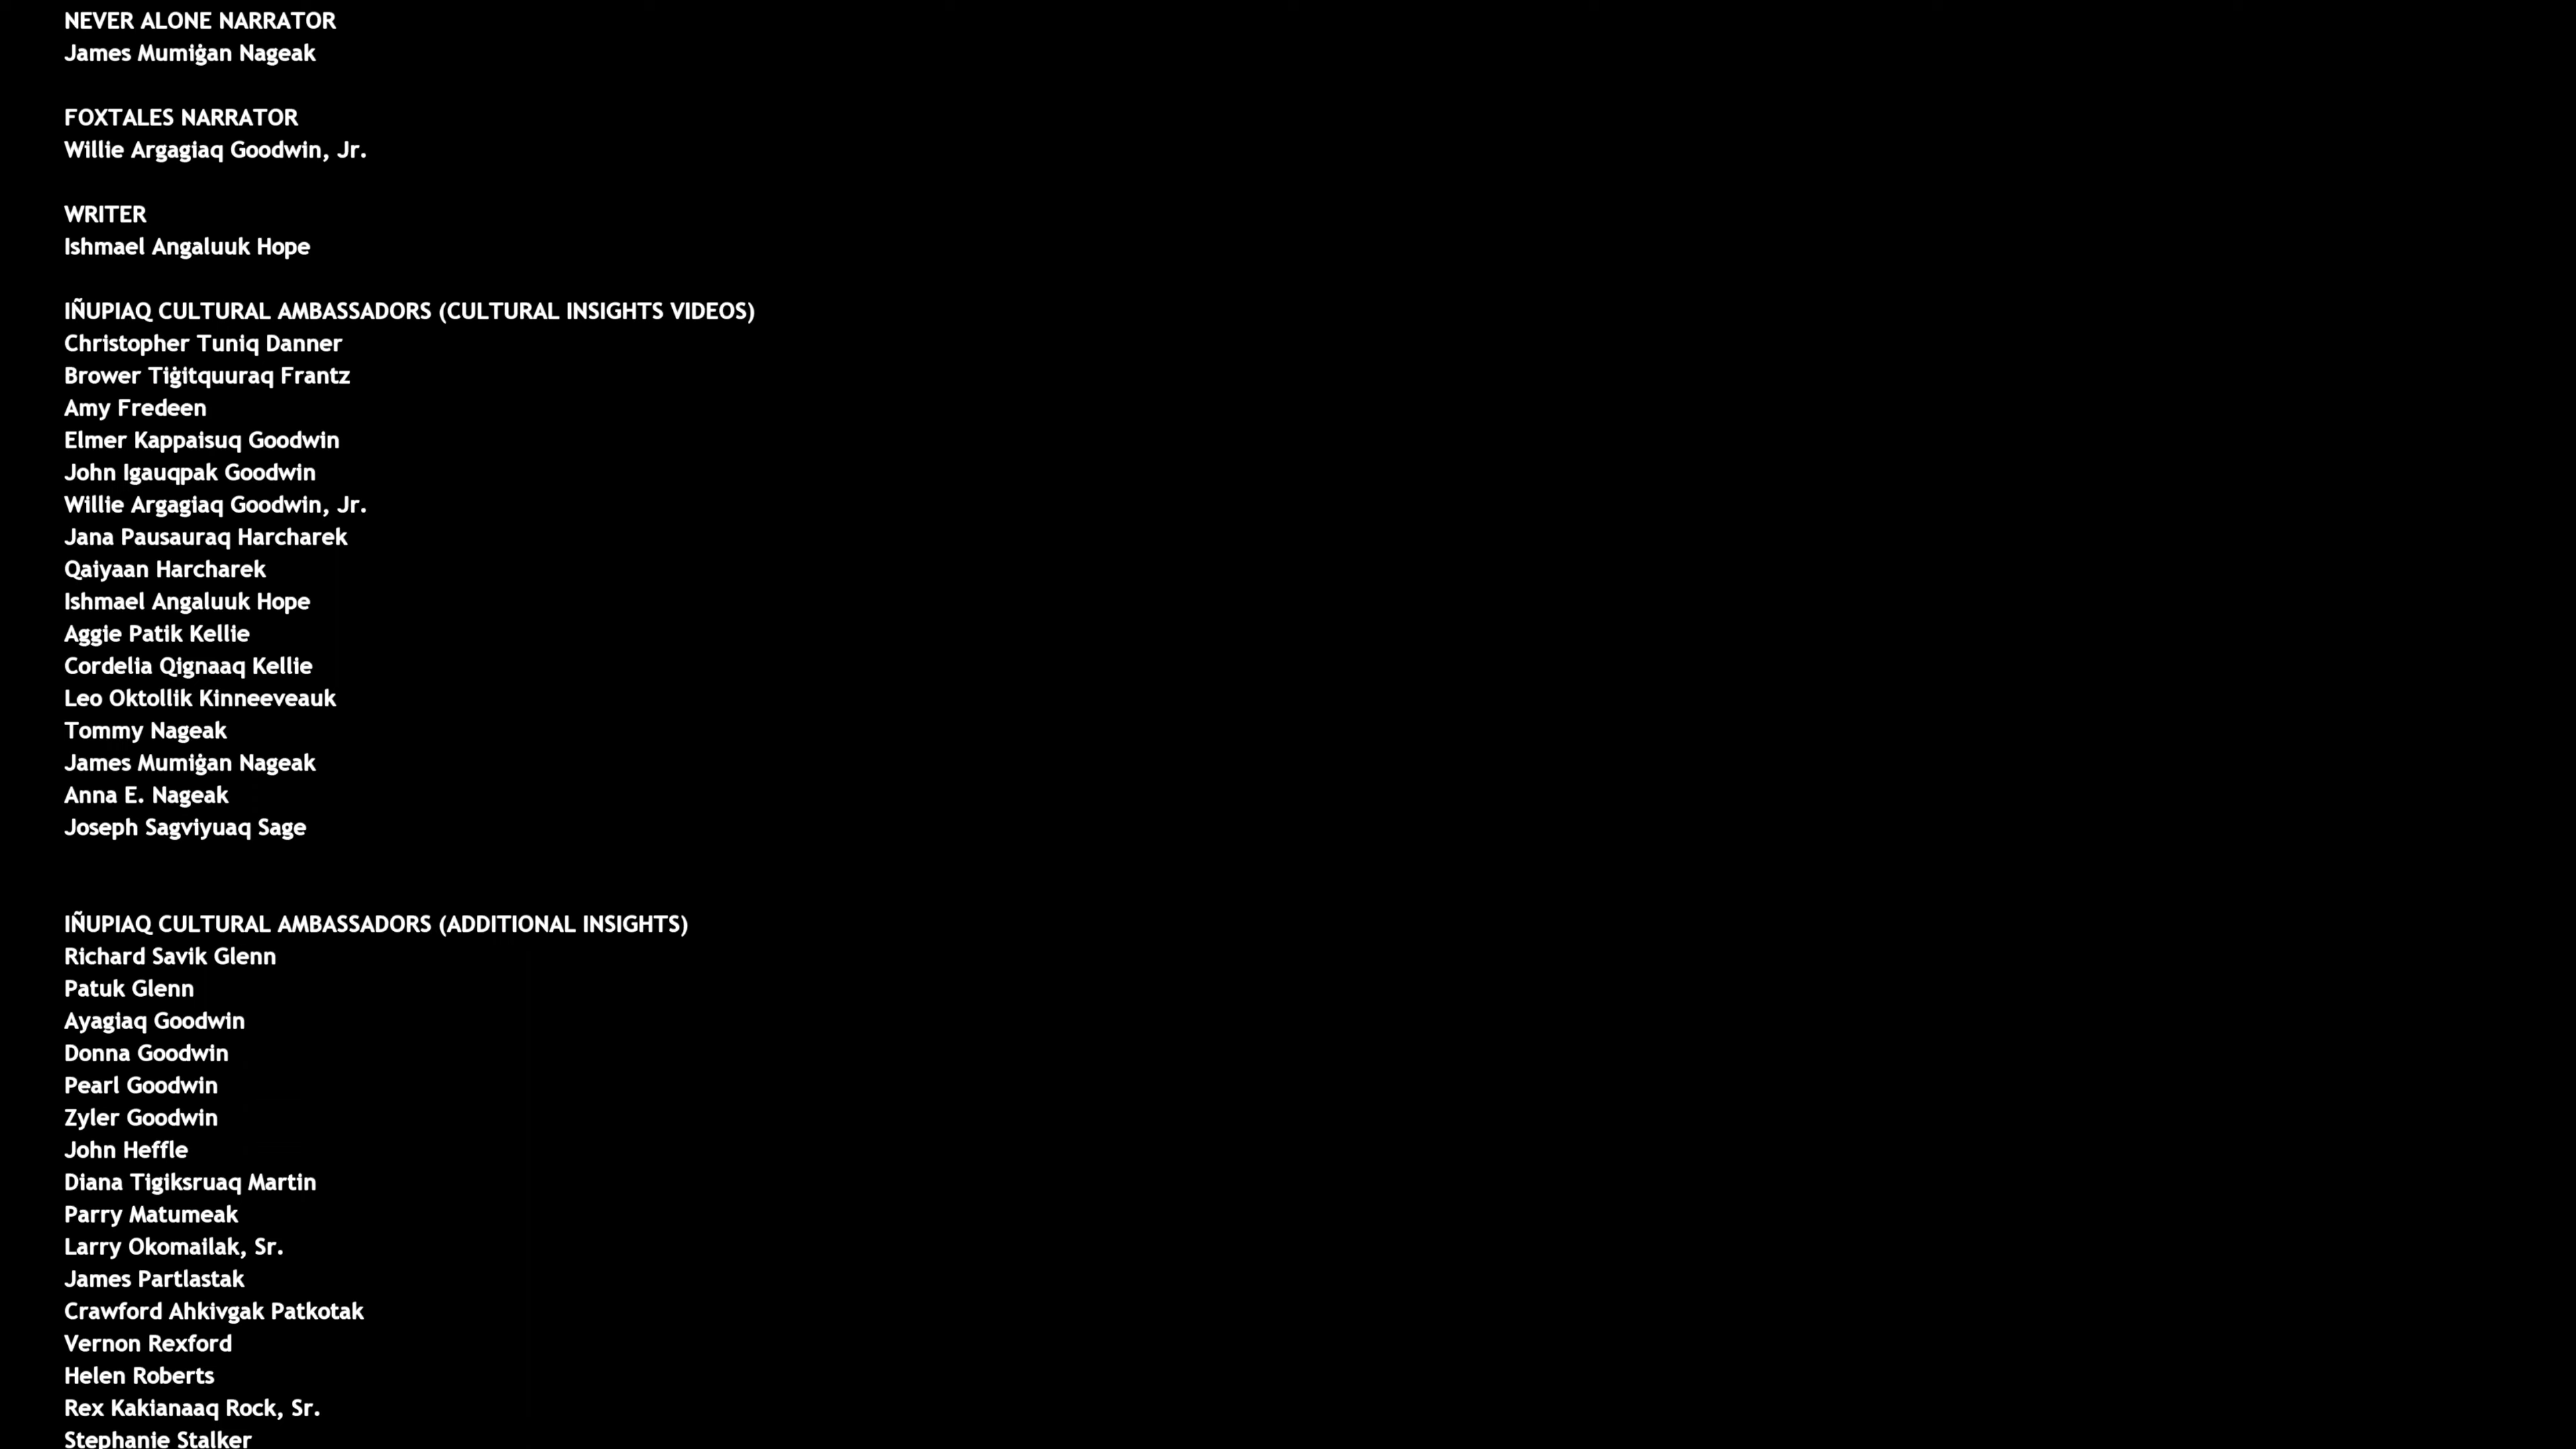 NEVER ALONE NARRATOR
James Mumiġan Nageak
FOXTALES NARRATOR
Willie Argagiaq Goodwin, Jr.
WRITER
Ishmael Angaluuk Hope
IÑUPIAQ CULTURAL AMBASSADORS (CULTURAL INSIGHTS VIDEOS)
Christopher Tuniq Danner
Brower Tiġitquuraq Frantz
Amy Fredeen
Elmer Kappaisuq Goodwin
John Igauqpak Goodwin
Willie Argagiaq Goodwin, Jr.
Jana Pausauraq Harcharek
Qaiyaan Harcharek
Ishmael Angaluuk Hope
Aggie Patik Kellie
Cordelia Qignaaq Kellie
Leo Oktollik Kinneeveauk
Tommy Nageak
James Mumiġan Nageak
Anna E. Nageak
Joseph Sagviyuaq Sage
IÑUPIAQ CULTURAL AMBASSADORS (ADDITIONAL INSIGHTS)
Richard Savik Glenn
Patuk Glenn
Ayagiaq Goodwin
Donna Goodwin
Pearl Goodwin
Zyler Goodwin
John Heffle
Diana Tigiksruaq Martin
Parry Matumeak
Larry Okomailak, Sr.
James Partlastak
Crawford Ahkivgak Patkotak
Vernon Rexford
Helen Roberts
Rex Kakianaaq Rock, Sr.
Stephanie Stalker